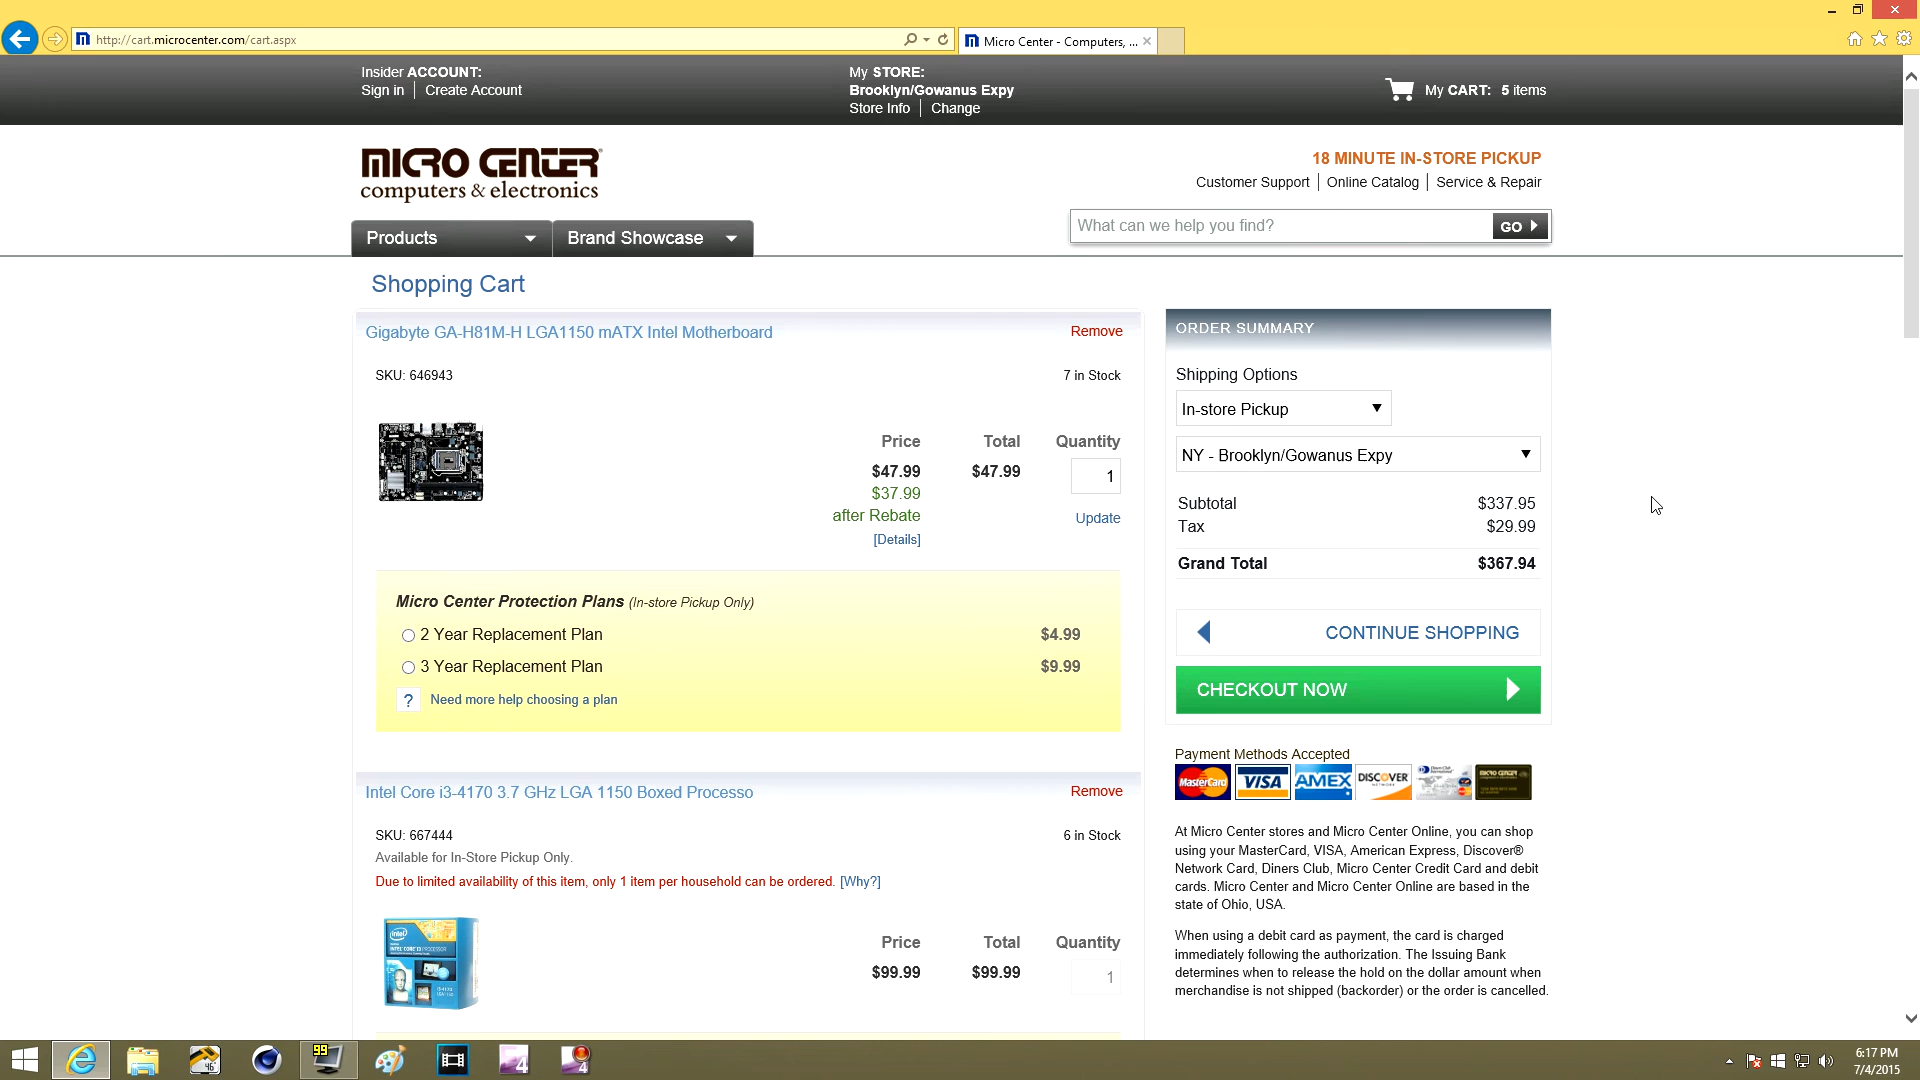 http://cart.microcenter.com/cart.aspx
Micro Center - Computers, ...
Insider ACCOUNT:
Sign in | Create Account
My STORE:
Brooklyn/Gowanus Expy
Store Info | Change
My CART: 5 items
MICRO CENTER
computers & electronics
18 MINUTE IN-STORE PICKUP
Customer Support | Online Catalog | Service & Repair
Products
Brand Showcase
What can we help you find?
GO
Shopping Cart
Gigabyte GA-H81M-H LGA1150 mATX Intel Motherboard
Remove
SKU: 646943
7 in Stock
Price Total Quantity
$47.99 $47.99 1
$37.99
after Rebate
Update
[Details]
Micro Center Protection Plans (In-store Pickup Only)
2 Year Replacement Plan $4.99
3 Year Replacement Plan $9.99
? Need more help choosing a plan
Intel Core i3-4170 3.7 GHz LGA 1150 Boxed Processo
Remove
SKU: 667444
6 in Stock
Available for In-Store Pickup Only.
Due to limited availability of this item, only 1 item per household can be ordered. [Why?]
Price Total Quantity
$99.99 $99.99 1
ORDER SUMMARY
Shipping Options
In-store Pickup
NY - Brooklyn/Gowanus Expy
Subtotal $337.95
Tax $29.99
Grand Total $367.94
CONTINUE SHOPPING
CHECKOUT NOW
Payment Methods Accepted
MasterCard VISA AMEX DISCOVER
At Micro Center stores and Micro Center Online, you can shop
using your MasterCard, VISA, American Express, Discover®
Network Card, Diners Club, Micro Center Credit Card and debit
cards. Micro Center and Micro Center Online are based in the
state of Ohio, USA.
When using a debit card as payment, the card is charged
immediately following the authorization. The Issuing Bank
determines when to release the hold on the dollar amount when
merchandise is not shipped (backorder) or the order is cancelled.
99
6:17 PM
7/4/2015